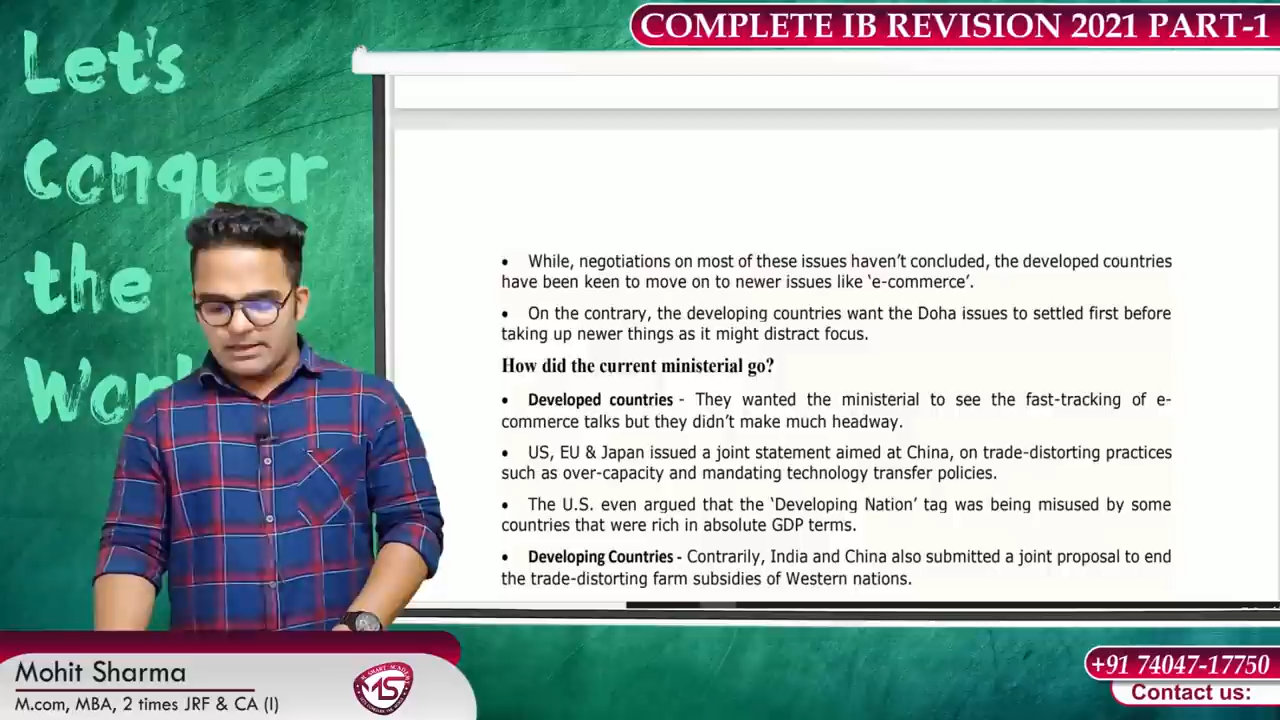 COMPLETE IB REVISION 2021 PART-1
Let's
Conquer
the
• While, negotiations on most of these issues haven't concluded, the developed countries
have been keen to move on to newer issues like 'e-commerce'.
• On the contrary, the developing countries want the Doha issues to settled first before
taking up newer things as it might distract focus.
How did the current ministerial go?
• Developed countries - They wanted the ministerial to see the fast-tracking of e-
commerce talks but they didn't make much headway.
• US, EU & Japan issued a joint statement aimed at China, on trade-distorting practices
such as over-capacity and mandating technology transfer policies.
• The U.S. even argued that the 'Developing Nation' tag was being misused by some
countries that were rich in absolute GDP terms.
• Developing Countries - Contrarily, India and China also submitted a joint proposal to end
the trade-distorting farm subsidies of Western nations.
Mohit Sharma
M.com, MBA, 2 times JRF & CA (I)
MS
+91 74047-17750
Contact us: